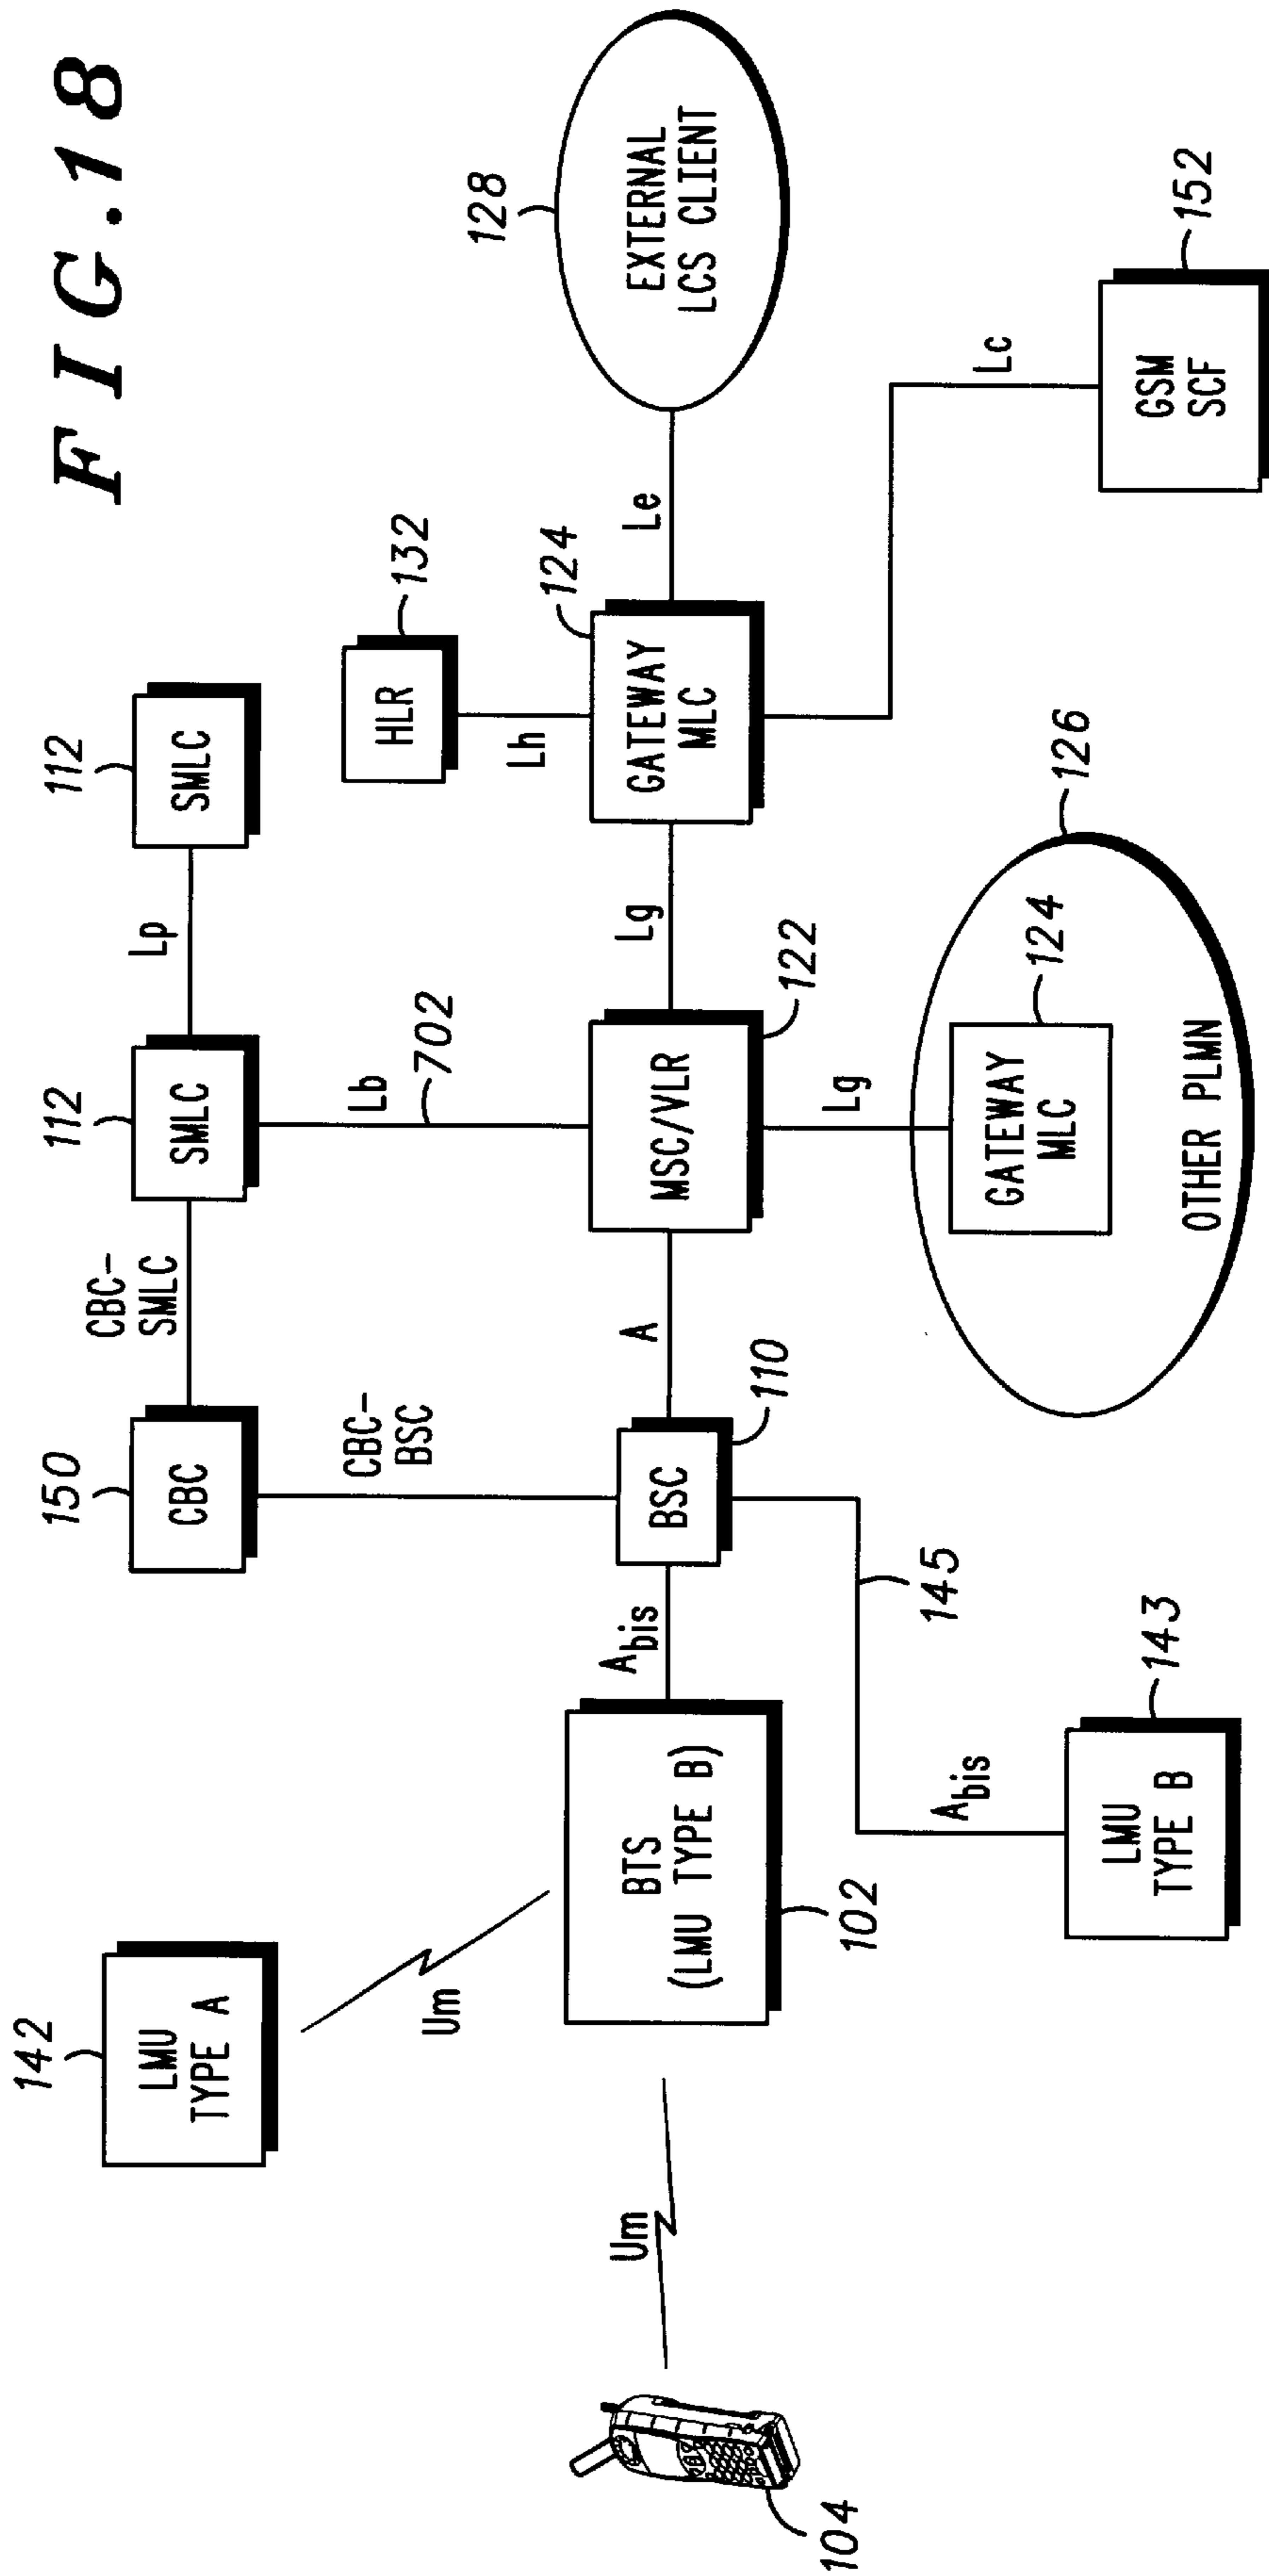 FIG.18
142
LMU
TYPE A
150
CBC
CBC-
SMLC
112
SMLC
Lp
112
SMLC
HLR
132
128
EXTERNAL
LCS CLIENT
Um
CBC-
BSC
Lb
702
Lh
104
Um
BTS
(LMU TYPE B)
102
Abis
BSC
110
A
MSC/VLR
122
Lg
GATEWAY
MLC
124
Le
145
Abis
LMU
TYPE B
143
Lg
GATEWAY
MLC
124
OTHER PLMN
126
Lc
GSM
SCF
152